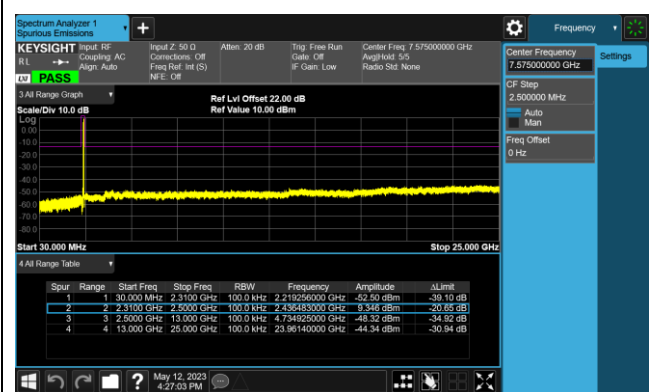 Spectrum Analyzer 1
Spurious Emissions
Frequency
KEYSIGHT Input: RF Input Z: 50 Ω Atten: 20 dB Trig: Free Run Center Freq: 7.575000000 GHz
RL Coupling: AC Corrections: Off Gate: Off Avg|Hold: 5/5
Align: Auto Freq Ref: Int (S) IF Gain: Low Radio Std: None
LXI PASS NFE: Off
Center Frequency
7.575000000 GHz
Settings
CF Step
2.500000 MHz
Auto
Man
Freq Offset
0 Hz
3 All Range Graph
Ref Lvl Offset 22.00 dB
Scale/Div 10.0 dB Ref Value 10.00 dBm
Log
0.00
-10.0
-20.0
-30.0
-40.0
-50.0
-60.0
-70.0
-80.0
Start 30.000 MHz Stop 25.000 GHz
4 All Range Table
Spur Range Start Freq Stop Freq RBW Frequency Amplitude ΔLimit
1 1 30.000 MHz 2.3100 GHz 100.0 kHz 2.219256000 GHz -52.50 dBm -39.10 dB
2 2 2.3100 GHz 2.5000 GHz 100.0 kHz 2.436483000 GHz 9.346 dBm -20.65 dB
3 3 2.5000 GHz 13.000 GHz 100.0 kHz 4.734925000 GHz -48.32 dBm -34.92 dB
4 4 13.000 GHz 25.000 GHz 100.0 kHz 23.96140000 GHz -44.34 dBm -30.94 dB
May 12, 2023
4:27:03 PM